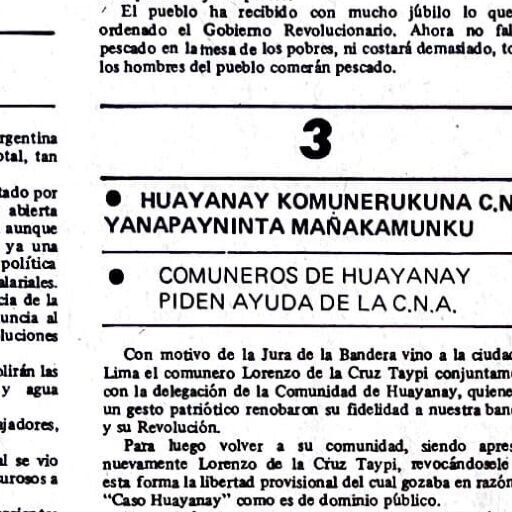 rgentina
otal, tan
tado por
abierta
aunque
ya una
política
alariales.
cia de la
uncia al
luciones
olirán las
y agua
ajadores,
al se vio
urosos a
El pueblo ha recibido con mucho júbilo lo que
ordenado el Gobierno Revolucionario. Ahora no fal
pescado en la mesa de los pobres, ni costará demasiado, to
los hombres del pueblo comerán pescado.
3
● HUAYANAY KOMUNERUKUNA C.N
YANAPAYNINTA MAÑAKAMUNKU
● COMUNEROS DE HUAYANAY
PIDEN AYUDA DE LA C.N.A.
Con motivo de la Jura de la Bandera vino a la ciudad
Lima el comunero Lorenzo de la Cruz Taypi conjuntam
con la delegación de la Comunidad de Huayanay, quiene
un gesto patriótico renobaron su fidelidad a nuestra ban
y su Revolución.
Para luego volver a su comunidad, siendo apres
nuevamente Lorenzo de la Cruz Taypi, revocándosele
esta forma la libertad provisional del cual gozaba en razón
"Caso Huayanay" como es de dominio público.